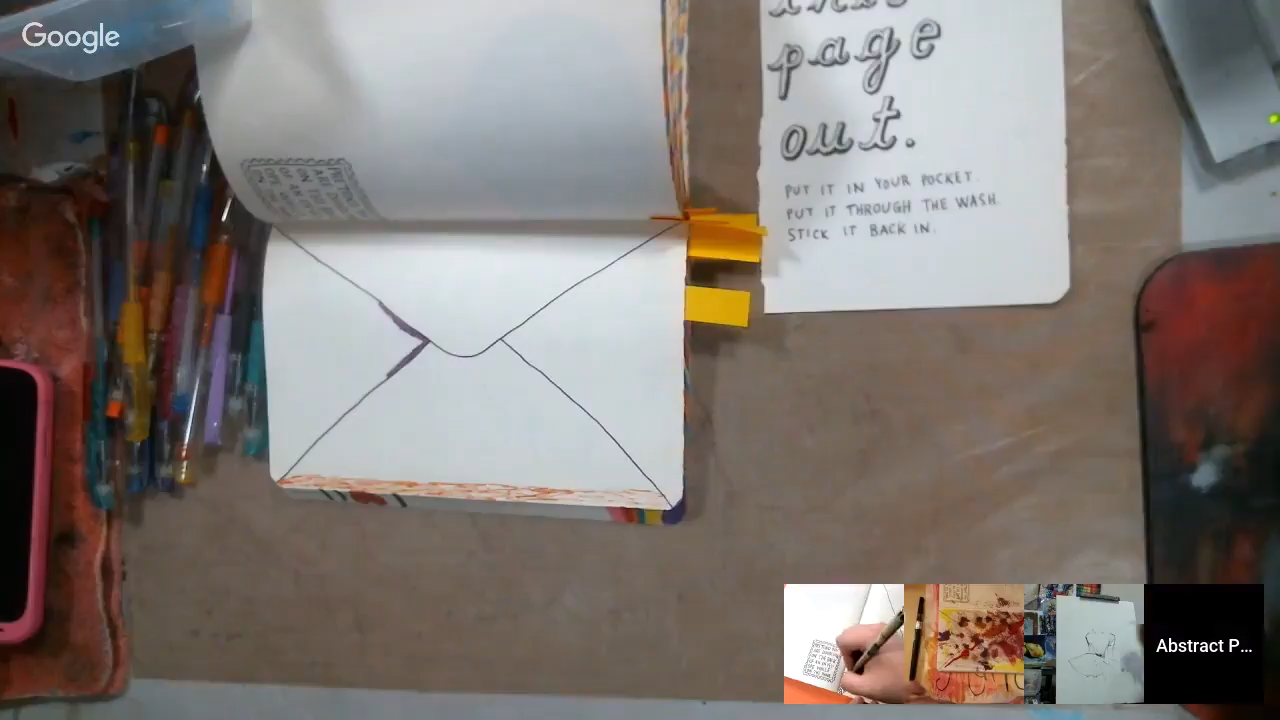 Google
page
out.
PUT IT IN YOUR POCKET.
PUT IT THROUGH THE WASH.
STICK IT BACK IN.
Abstract P...